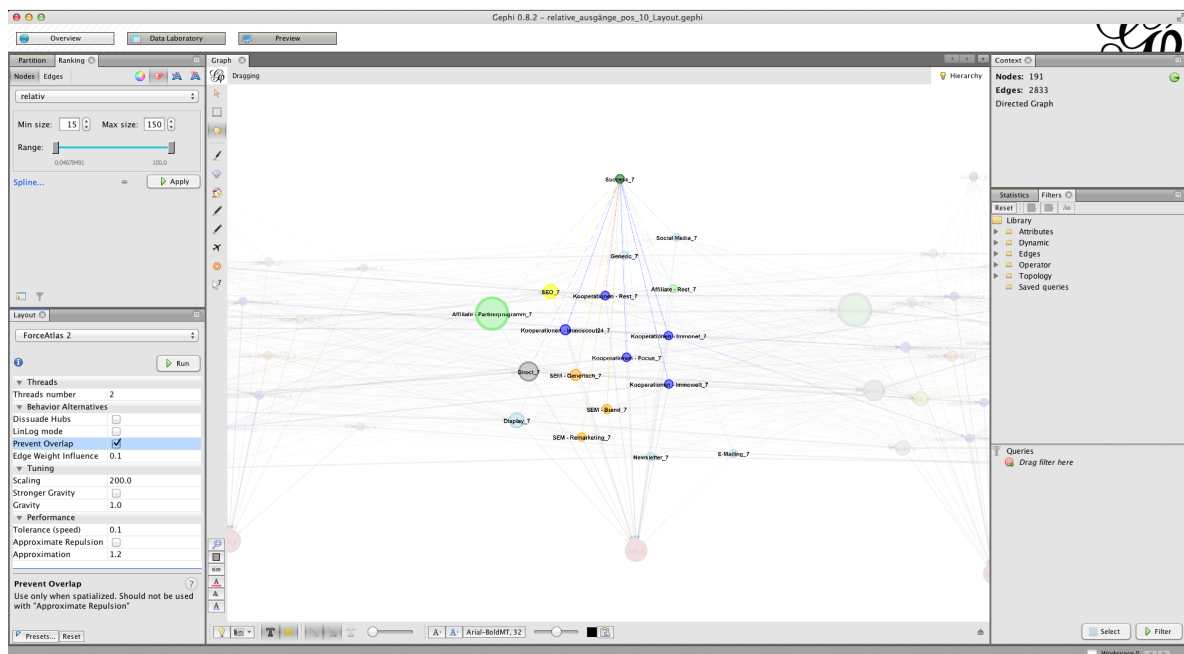 Gephi 0.8.2 - relative_ausgänge_pos_10_Layout.gephi
Overview
Data Laboratory
Preview
Partition
Ranking
Nodes
Edges
relativ
Min size:
15
Max size:
150
Range:
0.04678491
100.0
Spline...
Apply
Layout
ForceAtlas 2
Run
Threads
Threads number
2
Behavior Alternatives
Dissuade Hubs
LinLog mode
Prevent Overlap
Edge Weight Influence
0.1
Tuning
Scaling
200.0
Stronger Gravity
Gravity
1.0
Performance
Tolerance (speed)
0.1
Approximate Repulsion
Approximation
1.2
Prevent Overlap
?
Use only when spatialized. Should not be used
with "Approximate Repulsion"
Presets...
Reset
Graph
Dragging
Hierarchy
size
Success_7
Social Media_7
Generic_7
SEO_7
Kooperationen - Rest_7
Affiliate - Rest_7
Affiliate - Partnerprogramm_7
Kooperationen - Immoscout24_7
Kooperationen - Immonet_7
Kooperationen - Focus_7
Direct_7
SEM - Generisch_7
Kooperationen - Immowelt_7
SEM - Brand_7
Display_7
SEM - Remarketing_7
Newsletter_7
E-Mailing_7
Arial-BoldMT, 32
Context
Nodes: 191
Edges: 2833
Directed Graph
Statistics
Filters
Reset
Library
Attributes
Dynamic
Edges
Operator
Topology
Saved queries
Queries
Drag filter here
Select
Filter
Workspace 0